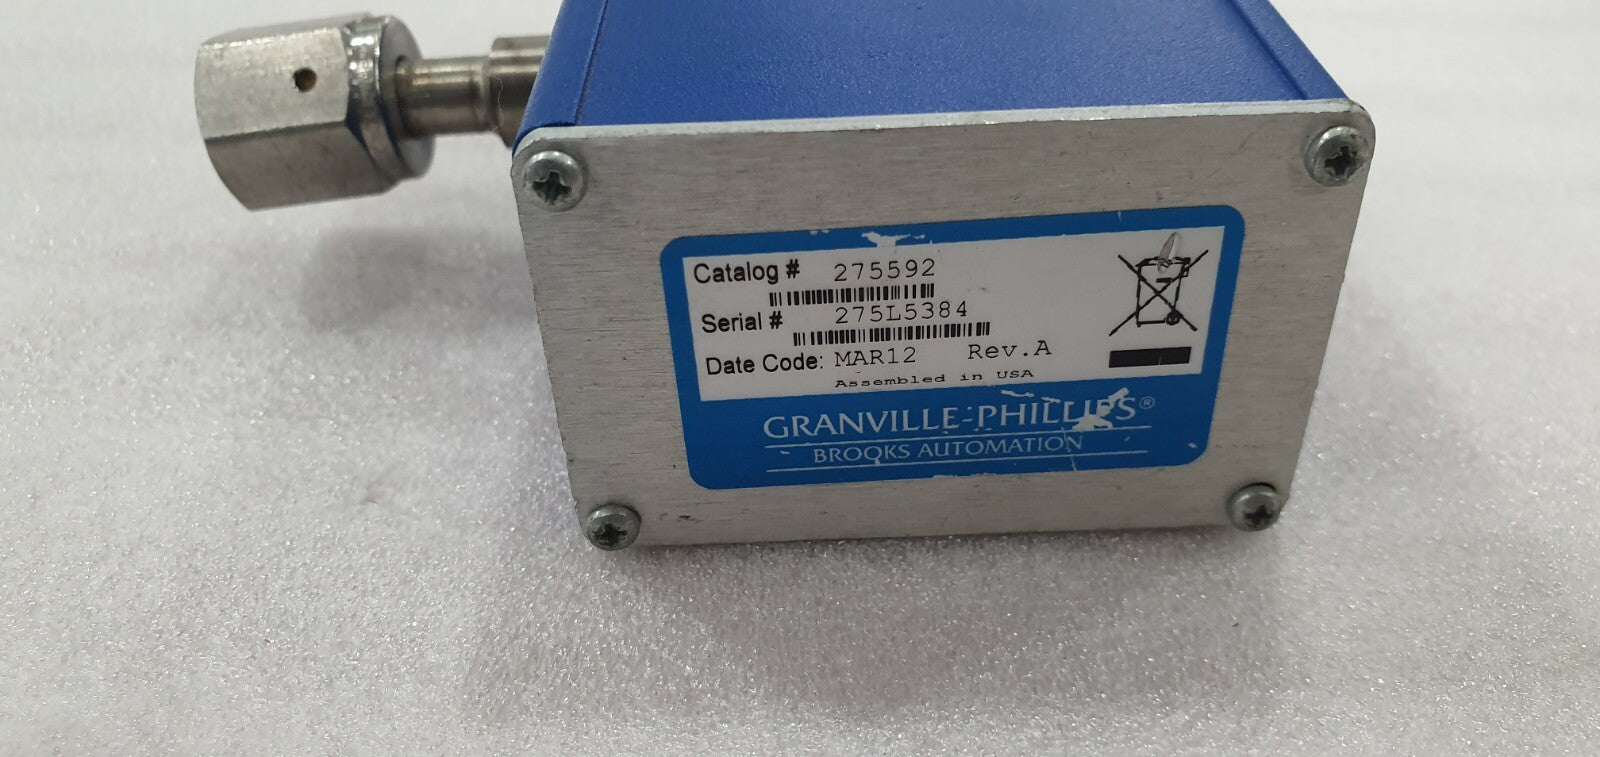 Catalog # 275592
Serial # 275L5384
Date Code: MAR12 Rev.A
Assembled in USA
GRANVILLE-PHILLIPS®
BROOKS AUTOMATION